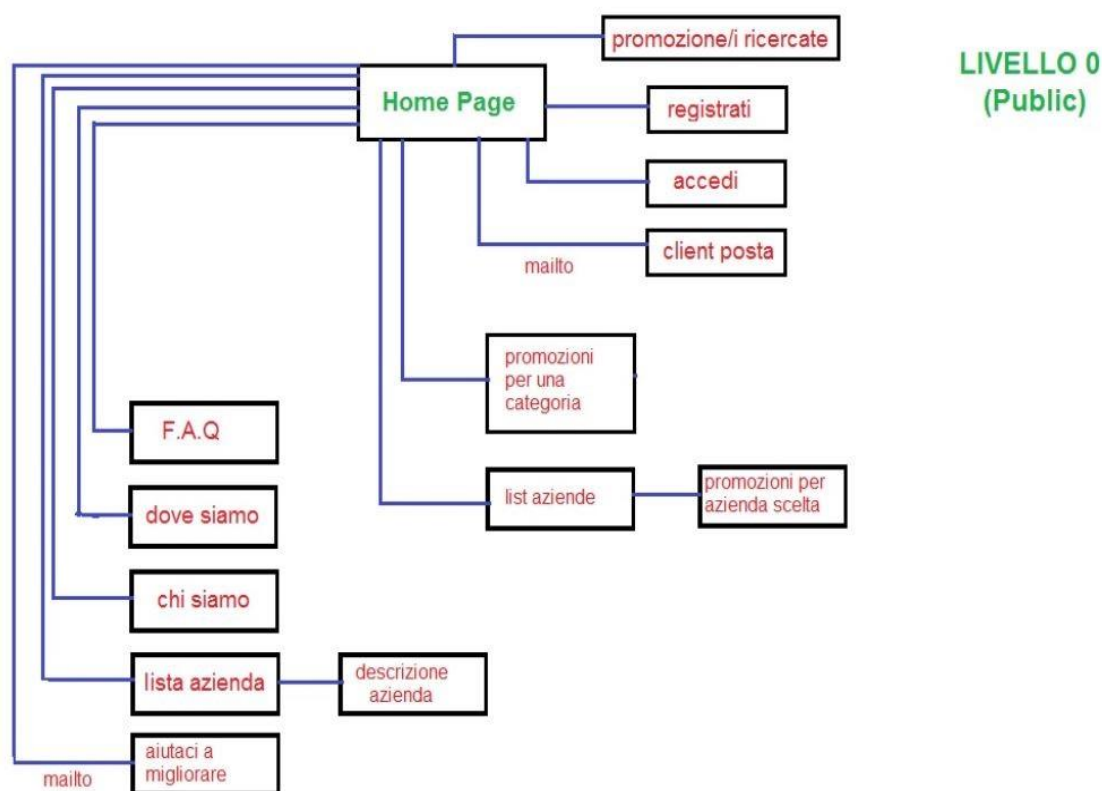 promozione/i ricercate
LIVELLO 0
(Public)
Home Page
registrati
accedi
client posta
mailto
promozioni
per una
categoria
F.A.Q
list aziende
promozioni per
azienda scelta
dove siamo
chi siamo
lista azienda
descrizione
azienda
aiutaci a
migliorare
mailto